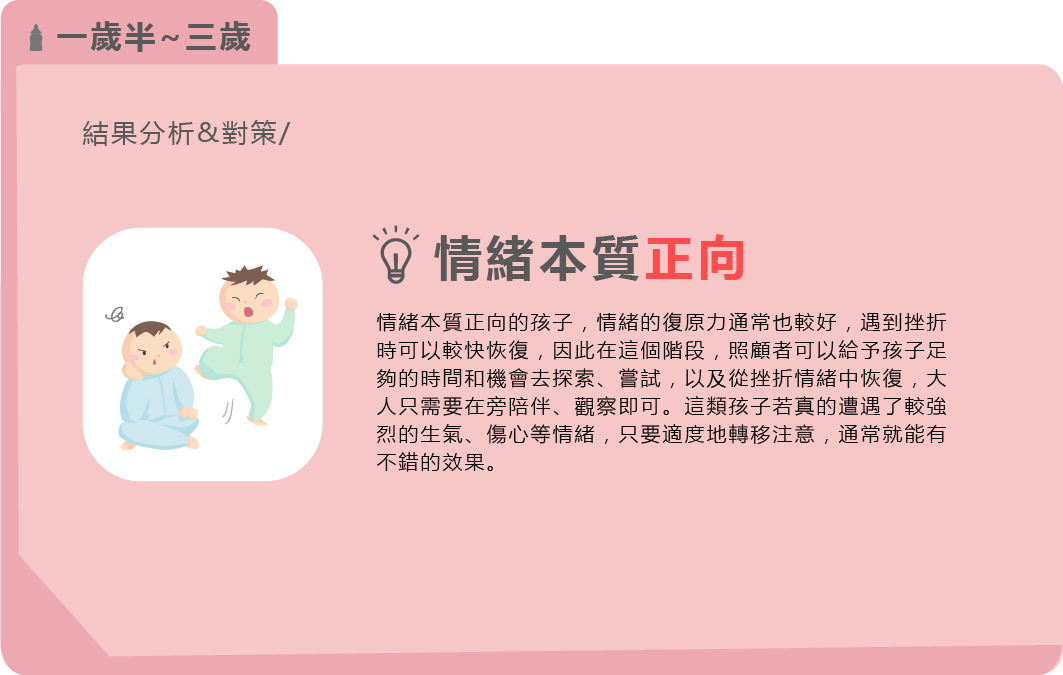 一歲半~三歲
結果分析&對策/
情緒本質正向
情緒本質正向的孩子，情緒的復原力通常也較好，遇到挫折
時可以較快恢復，因此在這個階段，照顧者可以給予孩子足
夠的時間和機會去探索、嘗試，以及從挫折情緒中恢復，大
人只需要在旁陪伴、觀察即可。這類孩子若真的遭遇了較強
烈的生氣、傷心等情緒，只要適度地轉移注意，通常就能有
不錯的效果。